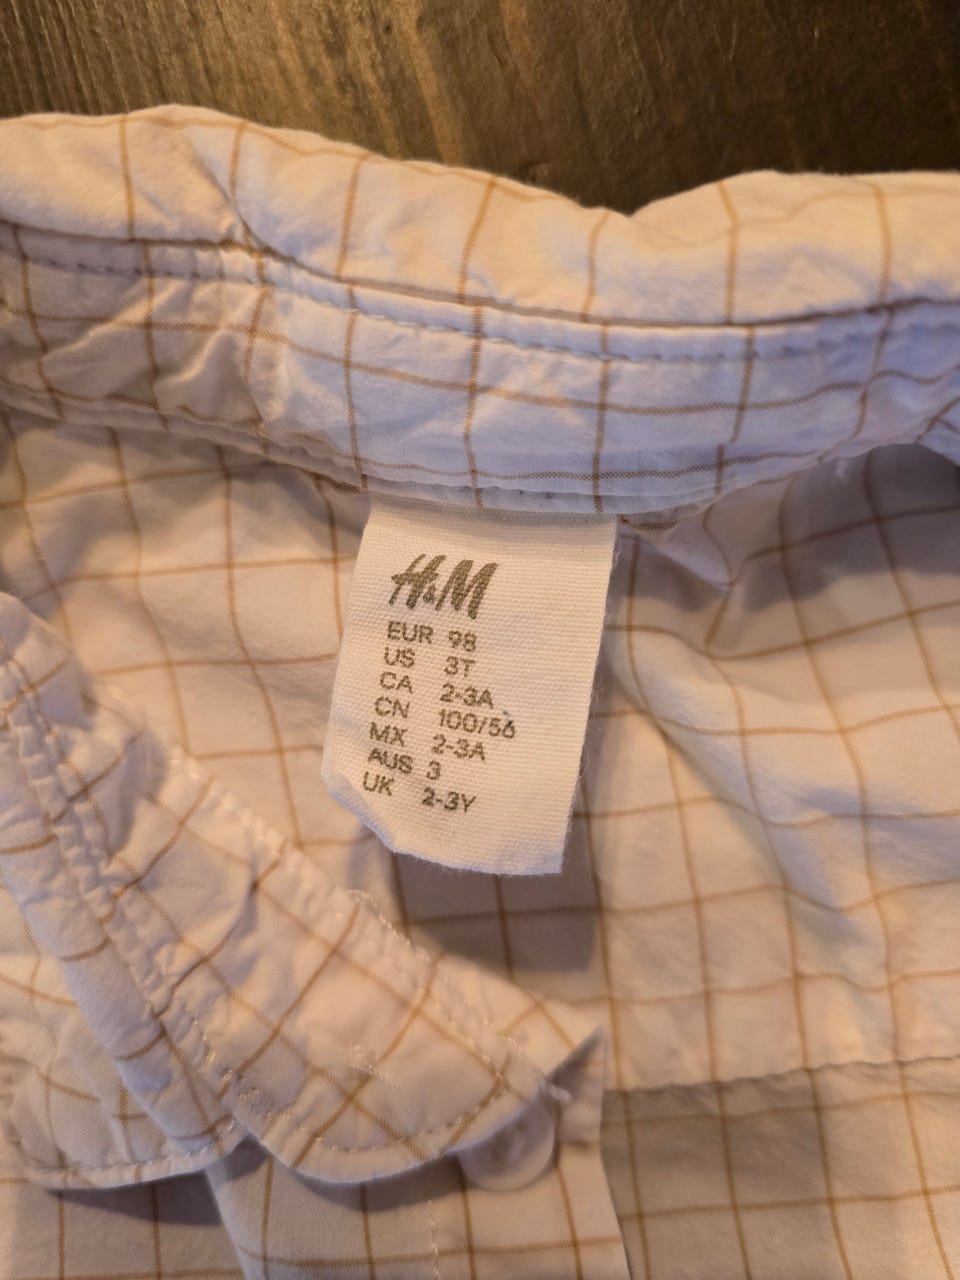 H&M
EUR 98
US 3T
CA 2-3A
CN 100/56
MX 2-3A
AUS 3
UK 2-3Y